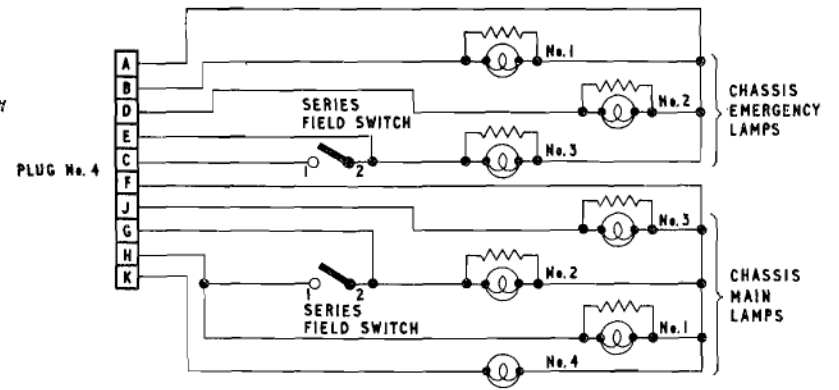 A
B
D
E
C
F
J
G
H
K
PLUG No. 4
Y
SERIES
FIELD SWITCH
1
2
No. 1
No. 2
No. 3
CHASSIS
EMERGENCY
LAMPS
No. 3
No. 2
1
2
SERIES
FIELD SWITCH
No. 1
No. 4
CHASSIS
MAIN
LAMPS